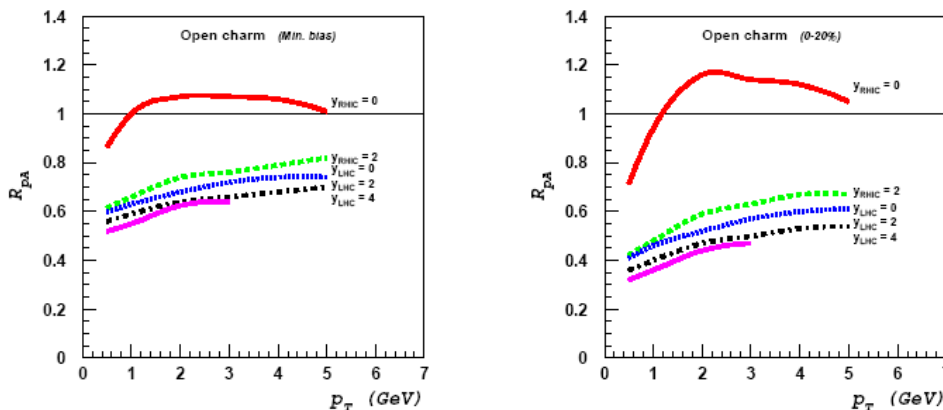 1.4
Open charm (Min. bias)
1.2
y_RHIC = 0
1
R_pA
0.8
y_RHIC = 2
y_LHC = 0
y_LHC = 2
y_LHC = 4
0.6
0.4
0.2
0
0 1 2 3 4 5 6 7
p_T (GeV)
1.4
Open charm (0-20%)
1.2
y_RHIC = 0
1
R_pA
0.8
y_RHIC = 2
0.6
y_LHC = 0
y_LHC = 2
y_LHC = 4
0.4
0.2
0
0 1 2 3 4 5 6 7
p_T (GeV)